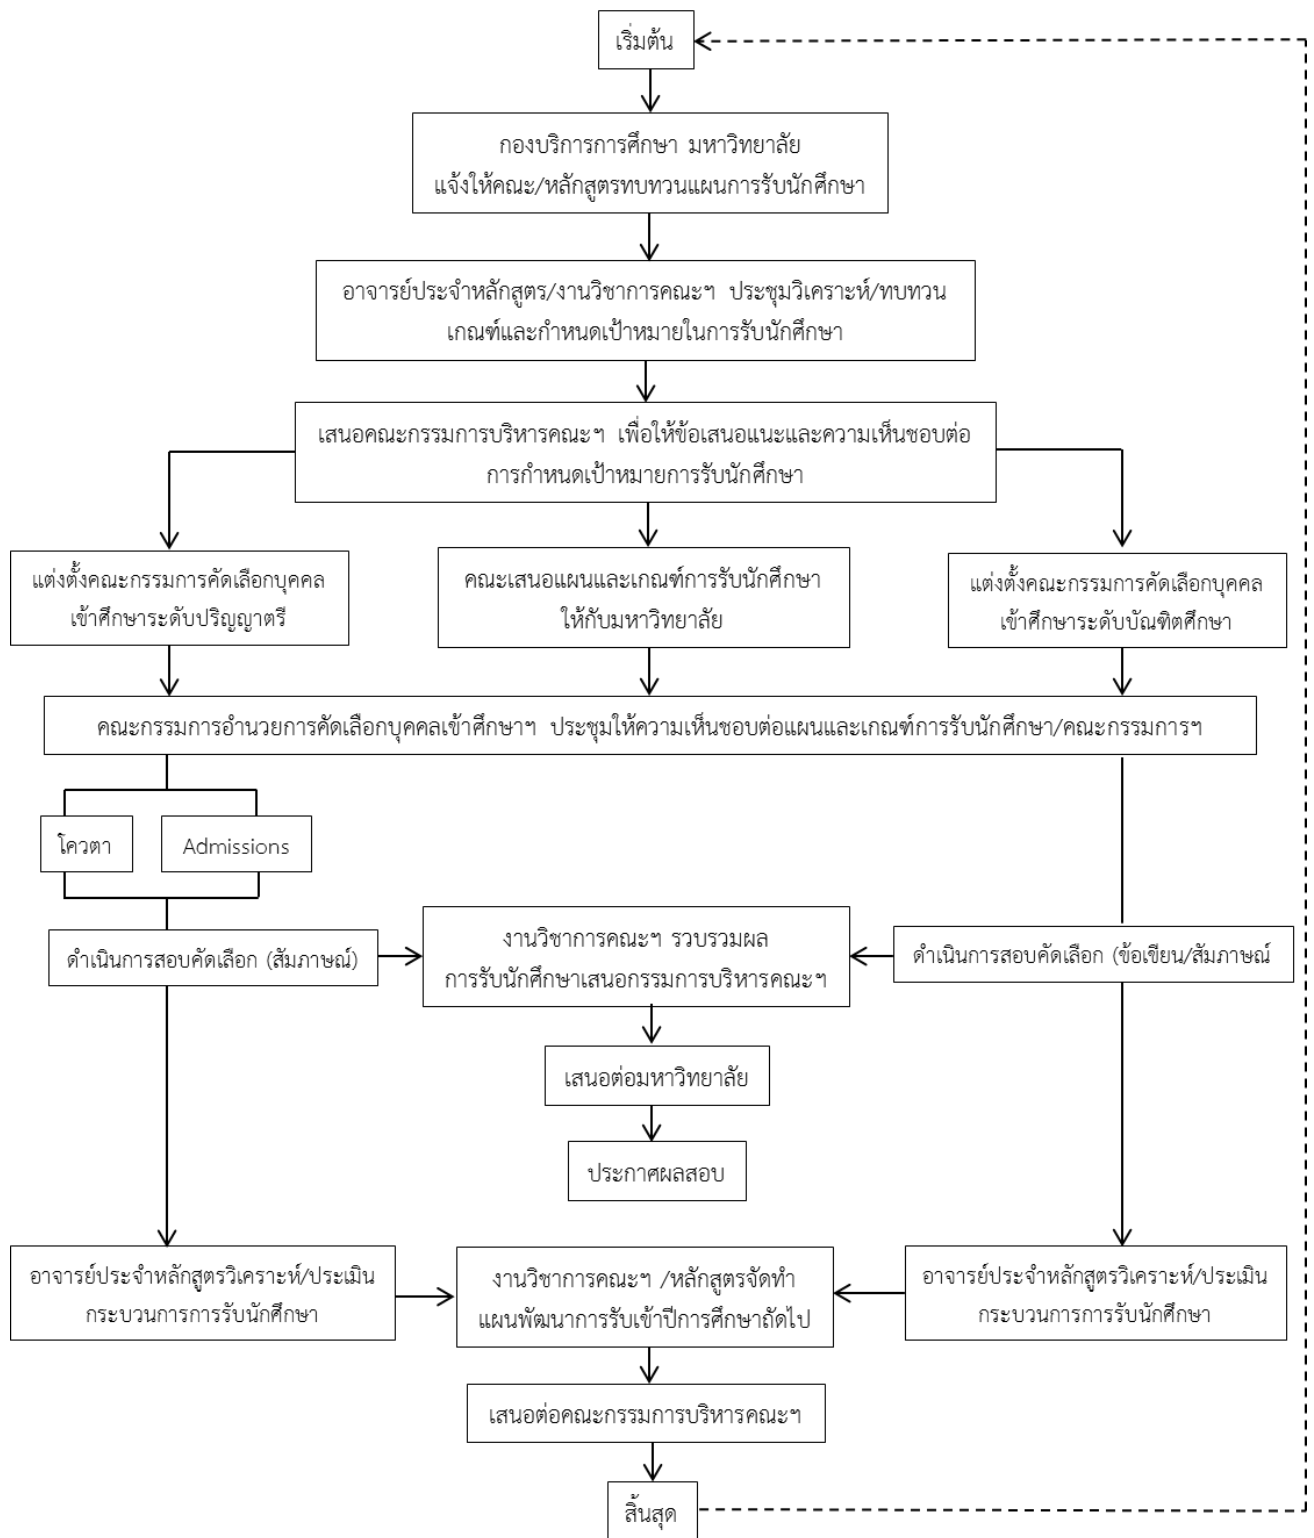 เริ่มต้น
กองบริการการศึกษา มหาวิทยาลัย
แจ้งให้คณะ/หลักสูตรทบทวนแผนการรับนักศึกษา
อาจารย์ประจำหลักสูตร/งานวิชาการคณะฯ ประชุมวิเคราะห์/ทบทวน
เกณฑ์และกำหนดเป้าหมายในการรับนักศึกษา
เสนอคณะกรรมการบริหารคณะฯ เพื่อให้ข้อเสนอแนะและความเห็นชอบต่อ
การกำหนดเป้าหมายการรับนักศึกษา
แต่งตั้งคณะกรรมการคัดเลือกบุคคล
เข้าศึกษาระดับปริญญาตรี
คณะเสนอแผนและเกณฑ์การรับนักศึกษา
ให้กับมหาวิทยาลัย
แต่งตั้งคณะกรรมการคัดเลือกบุคคล
เข้าศึกษาระดับบัณฑิตศึกษา
คณะกรรมการอำนวยการคัดเลือกบุคคลเข้าศึกษาฯ ประชุมให้ความเห็นชอบต่อแผนและเกณฑ์การรับนักศึกษา/คณะกรรมการฯ
โควตา
Admissions
ดำเนินการสอบคัดเลือก (สัมภาษณ์)
งานวิชาการคณะฯ รวบรวมผล
การรับนักศึกษาเสนอกรรมการบริหารคณะฯ
ดำเนินการสอบคัดเลือก (ข้อเขียน/สัมภาษณ์
เสนอต่อมหาวิทยาลัย
ประกาศผลสอบ
อาจารย์ประจำหลักสูตรวิเคราะห์/ประเมิน
กระบวนการการรับนักศึกษา
งานวิชาการคณะฯ /หลักสูตรจัดทำ
แผนพัฒนาการรับเข้าปีการศึกษาถัดไป
อาจารย์ประจำหลักสูตรวิเคราะห์/ประเมิน
กระบวนการการรับนักศึกษา
เสนอต่อคณะกรรมการบริหารคณะฯ
สิ้นสุด